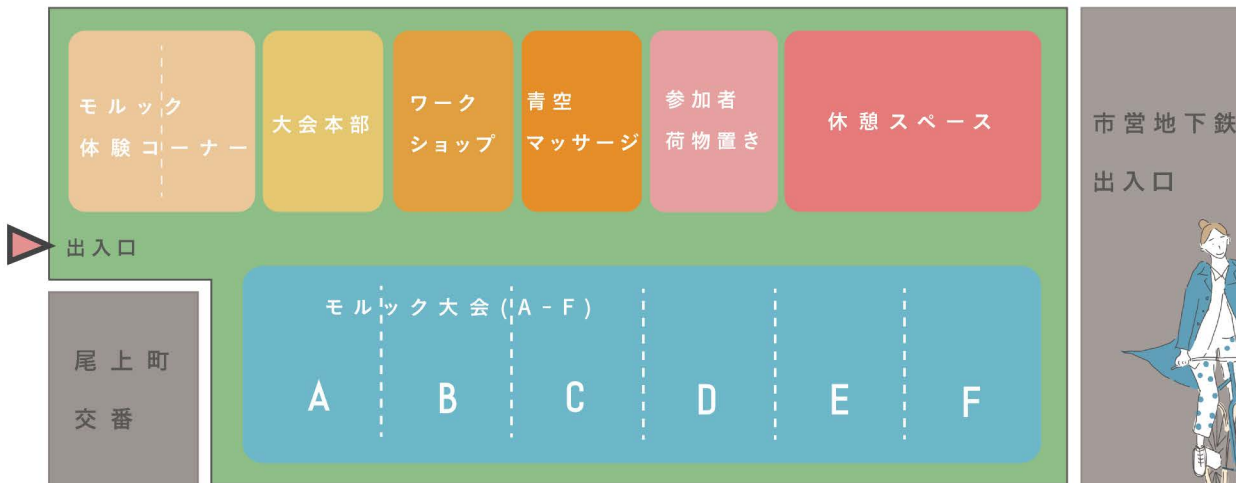 モルック
体験コーナー
大会本部
ワーク
ショップ
青空
マッサージ
参加者
荷物置き
休憩スペース
市営地下鉄
出入口
出入口
モルック大会(A-F)
A
B
C
D
E
F
尾上町
交番